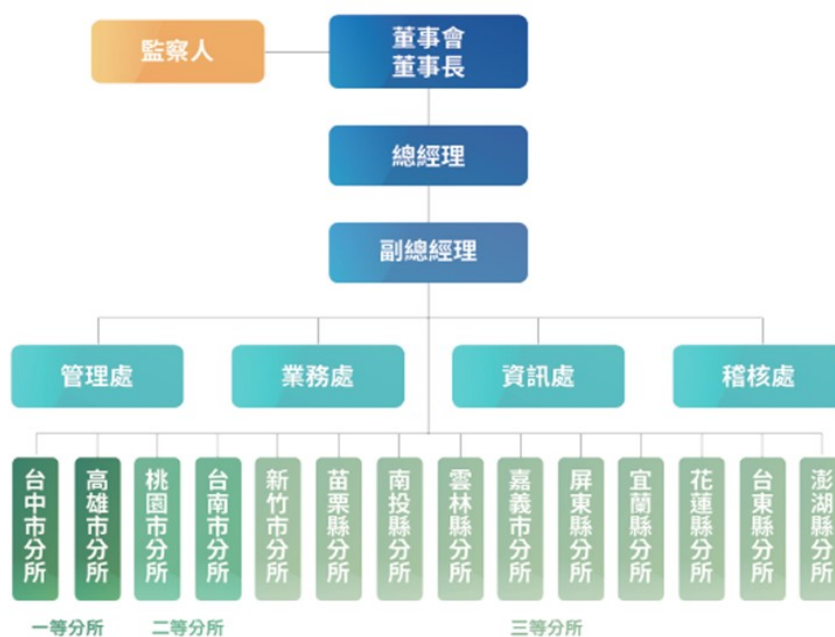 監察人
董事會
董事長
總經理
副總經理
管理處
業務處
資訊處
稽核處
台中市分所
高雄市分所
桃園市分所
台南市分所
新竹市分所
苗栗縣分所
南投縣分所
雲林縣分所
嘉義市分所
屏東縣分所
宜蘭縣分所
花蓮縣分所
台東縣分所
澎湖縣分所
一等分所
二等分所
三等分所